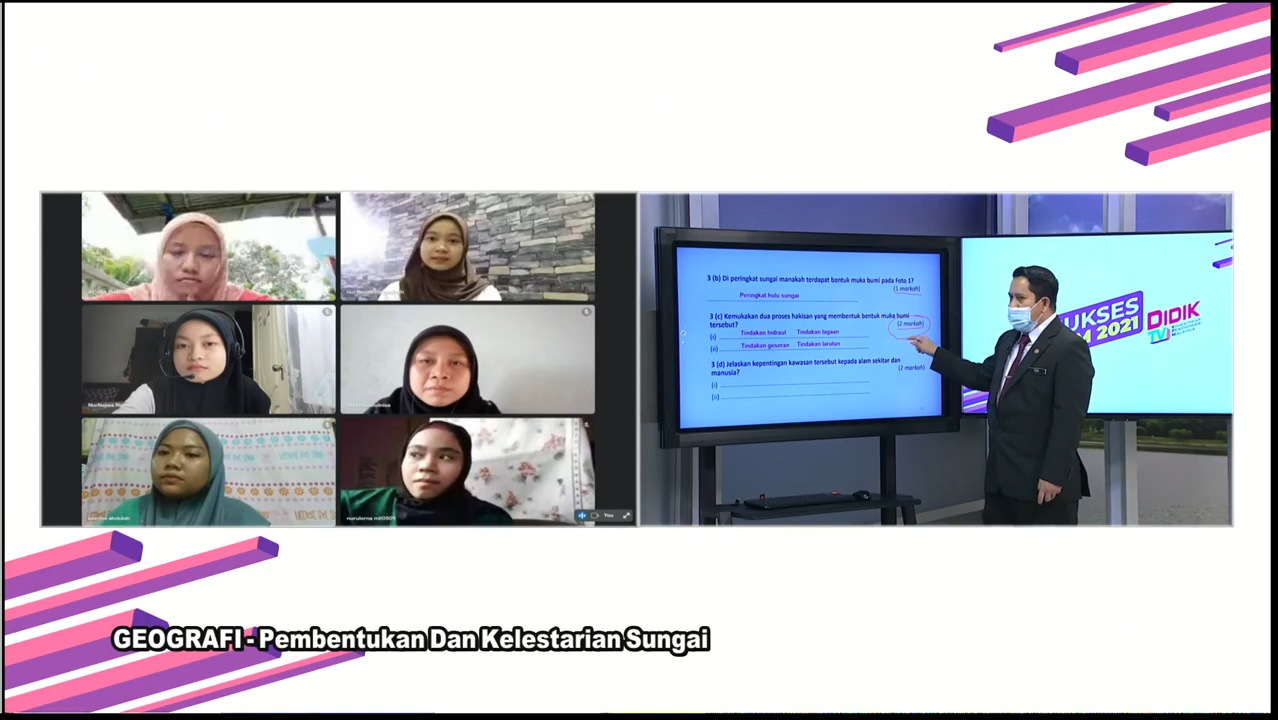 3 (b) Di peringkat sungai manakah terdapat bentuk muka bumi pada Foto 1?
(1 markah)
Peringkat hulu sungai
3 (c) Kemukakan dua proses hakisan yang membentuk bentuk muka bumi
tersebut?
(2 markah)
(i) Tindakan hidraul Tindakan lagaan
(ii) Tindakan geseran Tindakan larutan
3 (d) Jelaskan kepentingan kawasan tersebut kepada alam sekitar dan
manusia?
(2 markah)
(i)
(ii)
UKSES
M 2021
DIDIK
TV
You
GEOGRAFI - Pembentukan Dan Kelestarian Sungai